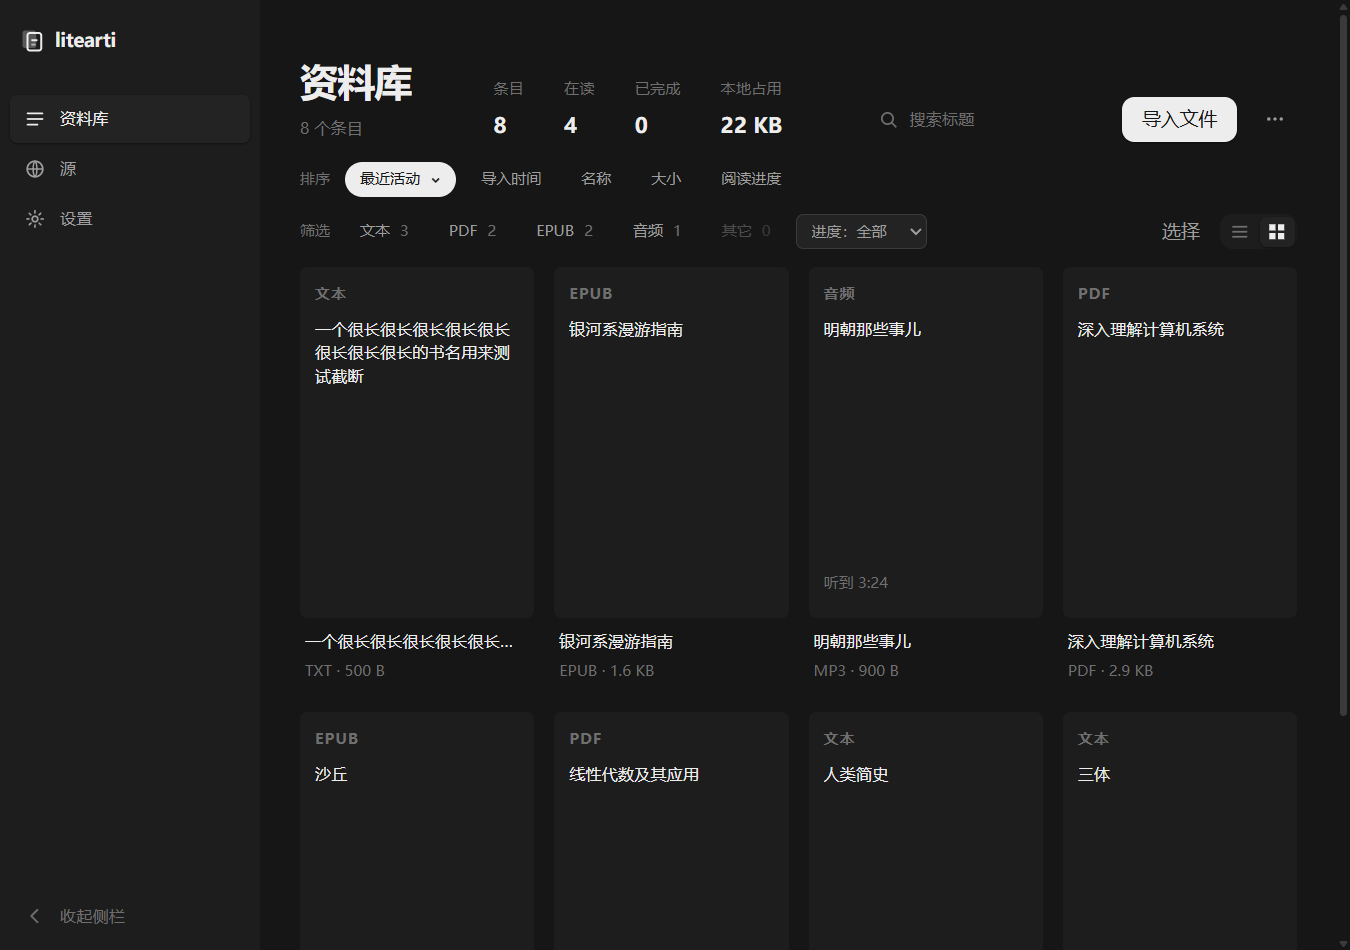 litearti
资料库
源
设置
收起侧栏
资料库
8 个条目
条目
8
在读
4
已完成
0
本地占用
22 KB
搜索标题
导入文件
排序
最近活动
导入时间
名称
大小
阅读进度
筛选
文本 3
PDF 2
EPUB 2
音频 1
其它 0
进度：全部
选择
文本
一个很长很长很长很长很长
很长很长很长的书名用来测
试截断
一个很长很长很长很长很长...
TXT · 500 B
EPUB
银河系漫游指南
银河系漫游指南
EPUB · 1.6 KB
音频
明朝那些事儿
听到 3:24
明朝那些事儿
MP3 · 900 B
PDF
深入理解计算机系统
深入理解计算机系统
PDF · 2.9 KB
EPUB
沙丘
PDF
线性代数及其应用
文本
人类简史
文本
三体